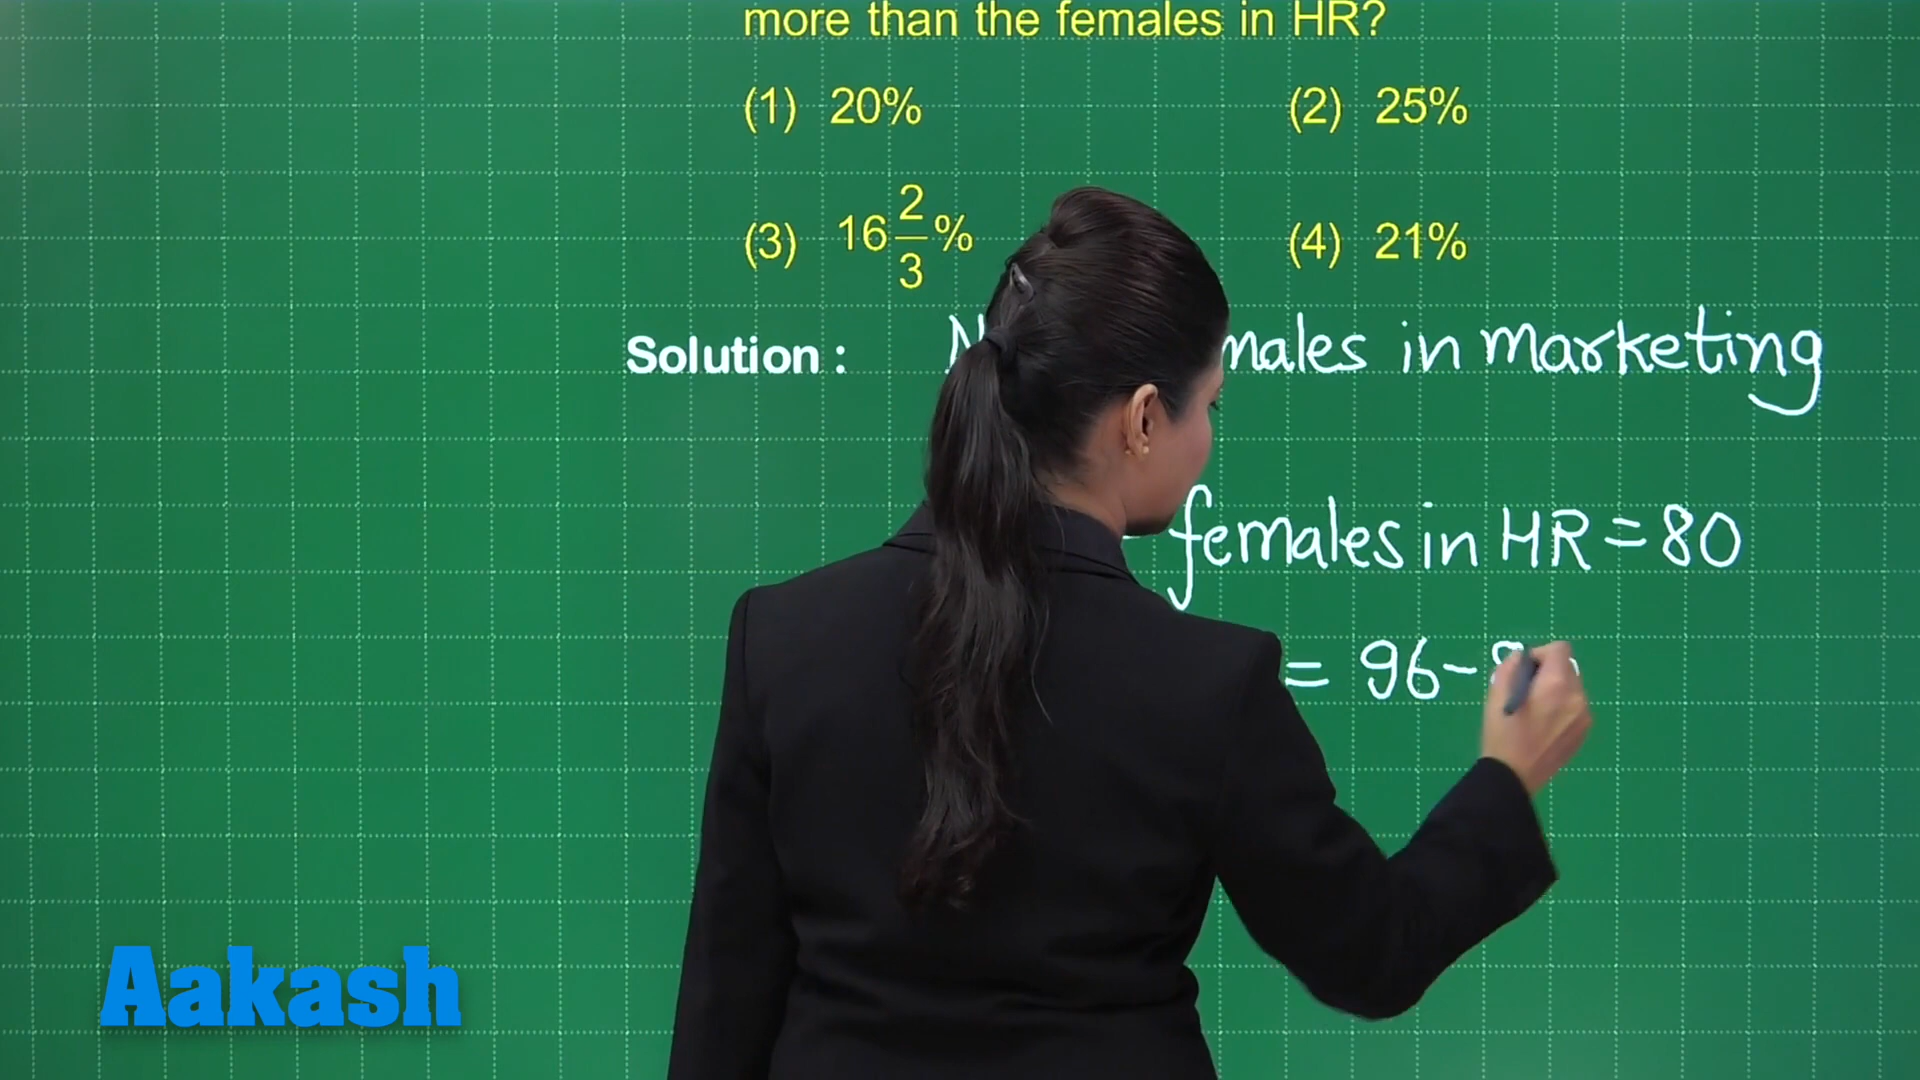 more than the females in HR?
(1) 20% (2) 25%
(3) 16 2/3 % (4) 21%
Solution : in marketing
females in HR = 80
= 96 -
Aakash